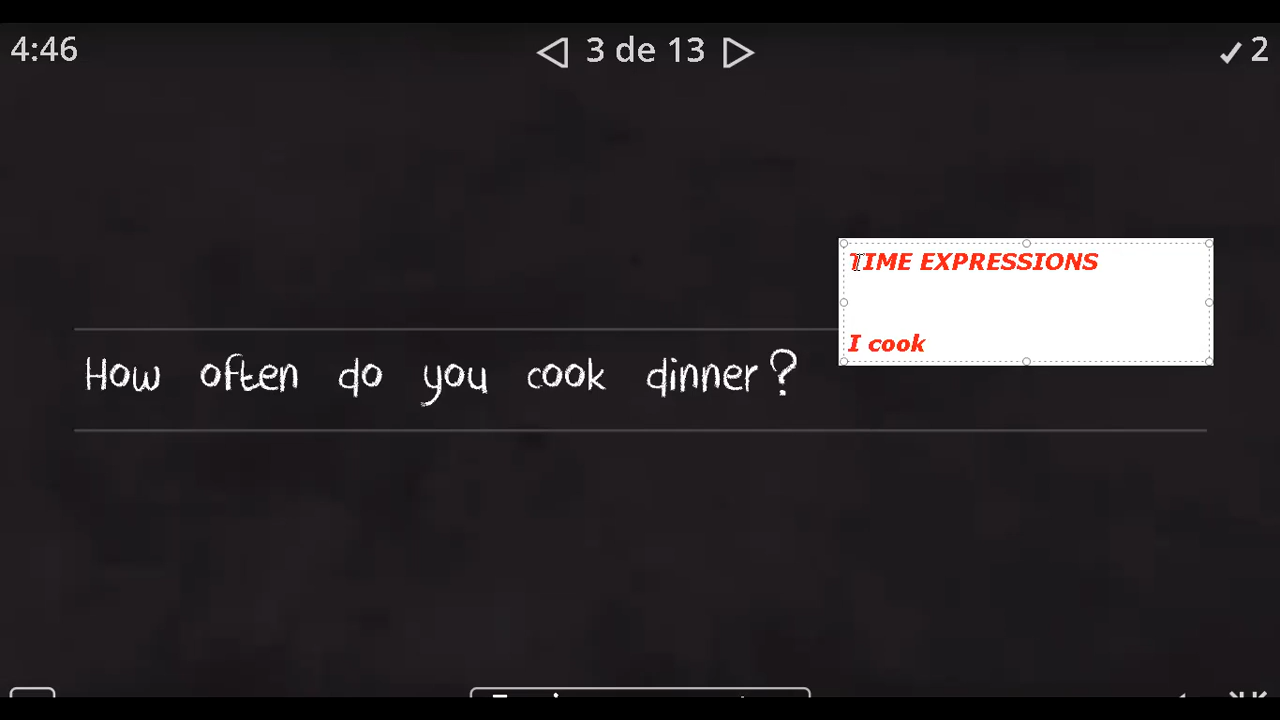 4:46
3 de 13
2
TIME EXPRESSIONS
I cook
How often do you cook dinner?